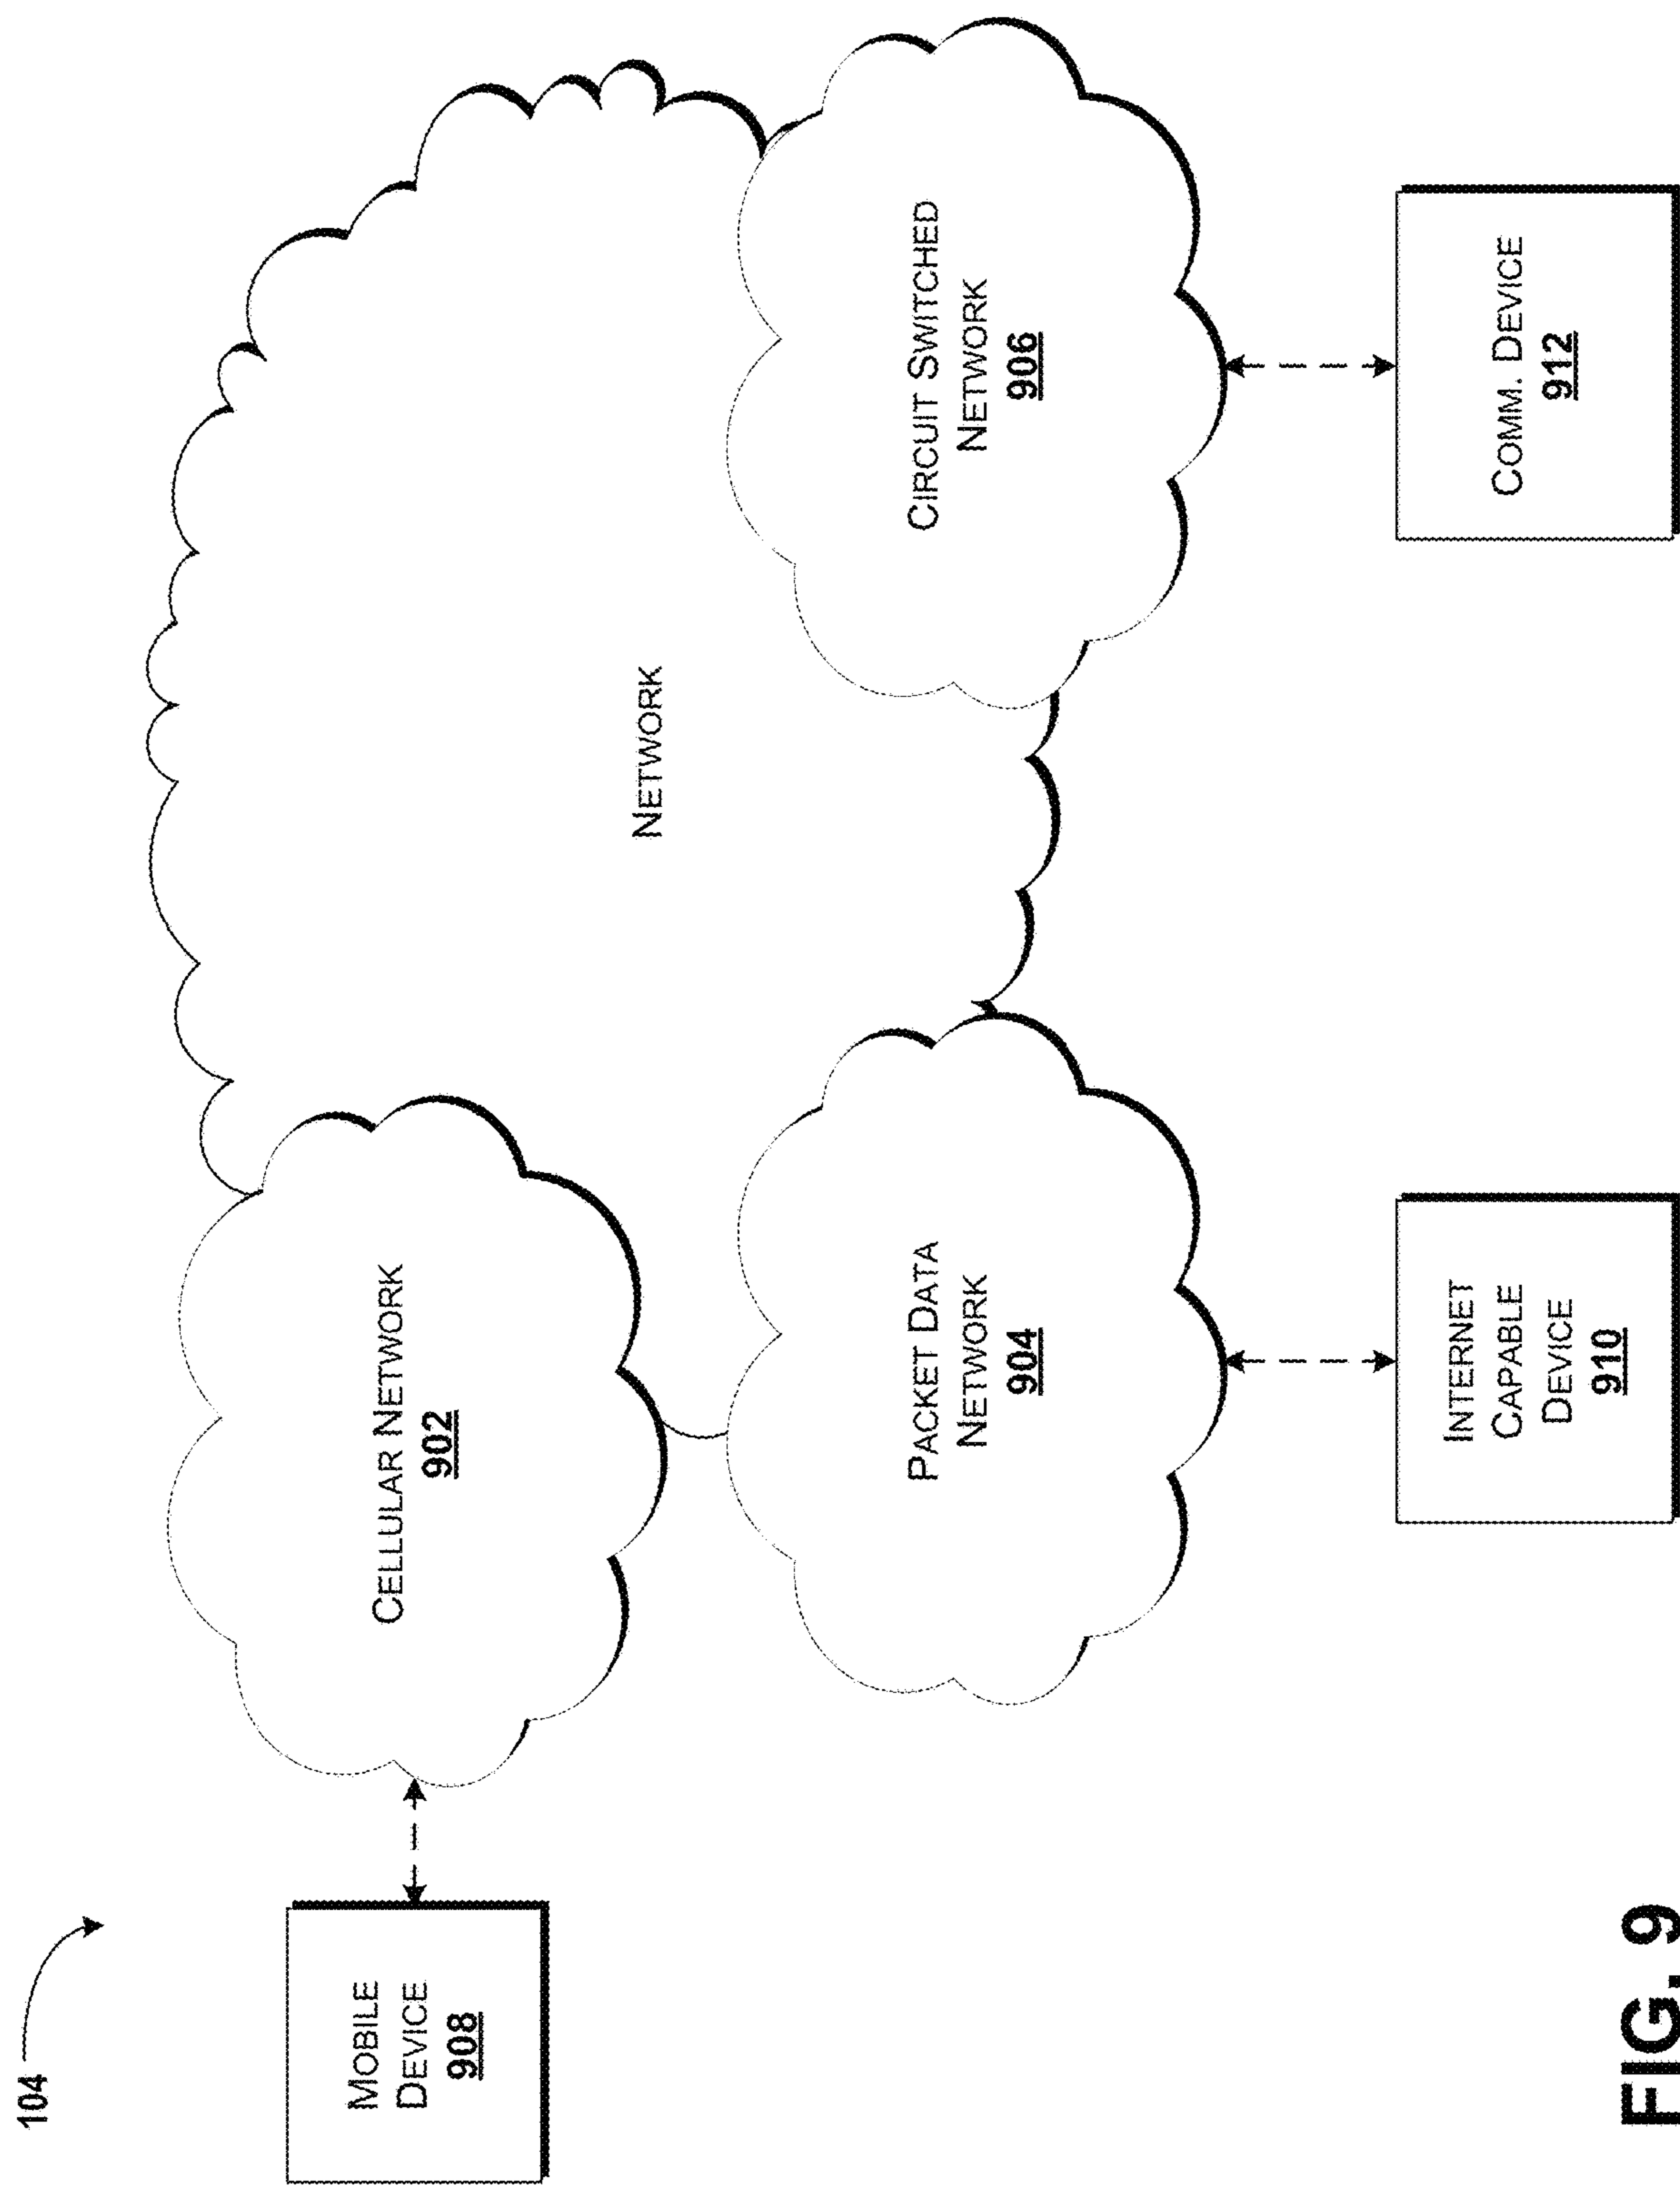 104
MOBILE
DEVICE
908
CELLULAR NETWORK
902
NETWORK
PACKET DATA
NETWORK
904
CIRCUIT SWITCHED
NETWORK
906
INTERNET
CAPABLE
DEVICE
910
COMM. DEVICE
912
FIG. 9